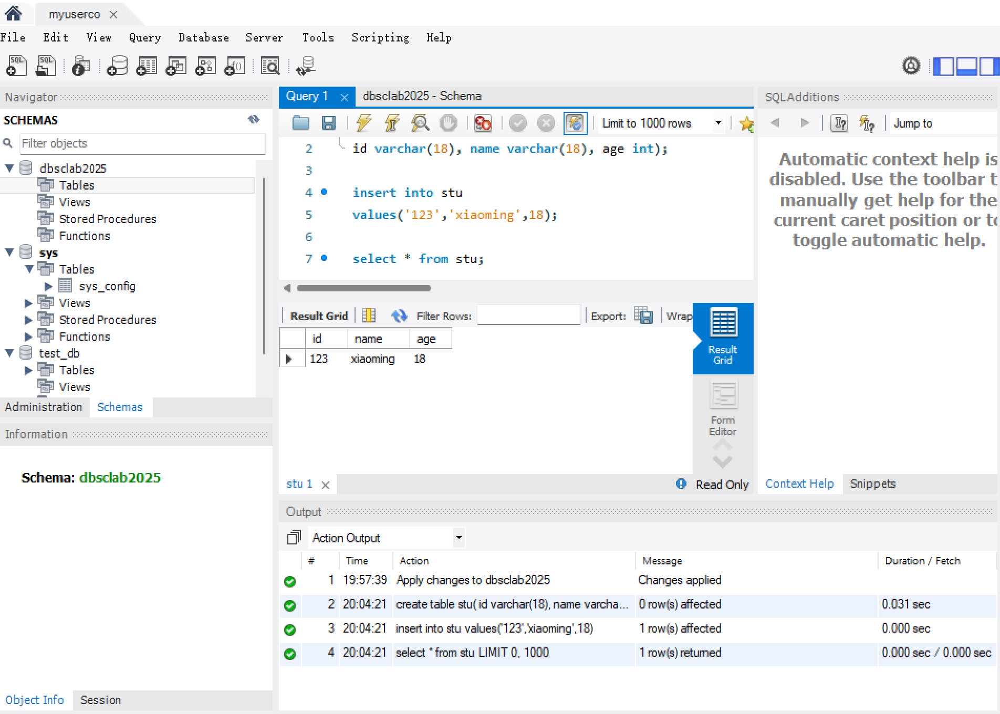 myuserco
File Edit View Query Database Server Tools Scripting Help
Navigator
SCHEMAS
Filter objects
dbsclab2025
Tables
Views
Stored Procedures
Functions
sys
Tables
sys_config
Views
Stored Procedures
Functions
test_db
Tables
Views
Administration Schemas
Information
Schema: dbsclab2025
Object Info Session
Query 1 dbsclab2025 - Schema
Limit to 1000 rows
2 id varchar(18), name varchar(18), age int);
3
4 insert into stu
5 values('123','xiaoming',18);
6
7 select * from stu;
Result Grid Filter Rows: Export: Wrap
id name age
123 xiaoming 18
Result
Grid
Form
Editor
stu 1 Read Only
SQLAdditions
Jump to
Automatic context help is
disabled. Use the toolbar t
manually get help for the
current caret position or to
toggle automatic help.
Context Help Snippets
Output
Action Output
# Time Action Message Duration / Fetch
1 19:57:39 Apply changes to dbsclab2025 Changes applied
2 20:04:21 create table stu( id varchar(18), name varcha... 0 row(s) affected 0.031 sec
3 20:04:21 insert into stu values('123','xiaoming',18) 1 row(s) affected 0.000 sec
4 20:04:21 select * from stu LIMIT 0, 1000 1 row(s) returned 0.000 sec / 0.000 sec